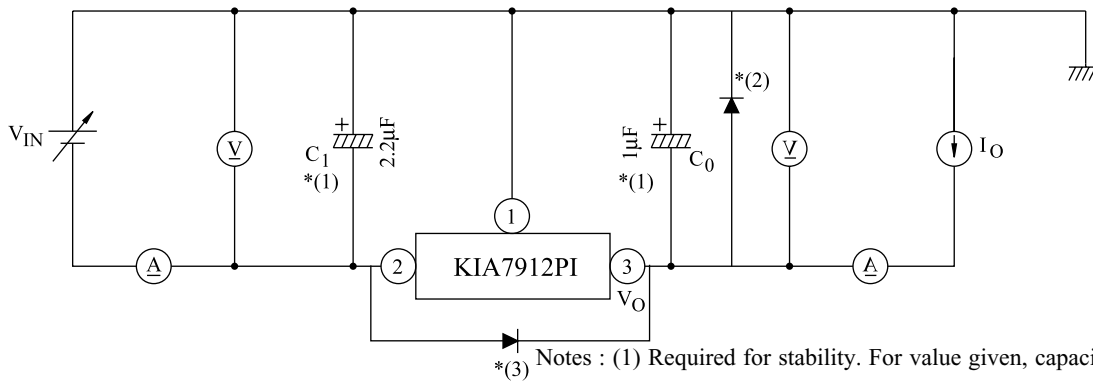 *(2)
V_IN
V
C_1
*(1)
2.2μF
1μF
*(1)
C_0
V
I_O
1
A
2
KIA7912PI
3
V_O
A
*(3)
Notes : (1) Required for stability. For value given, capaci